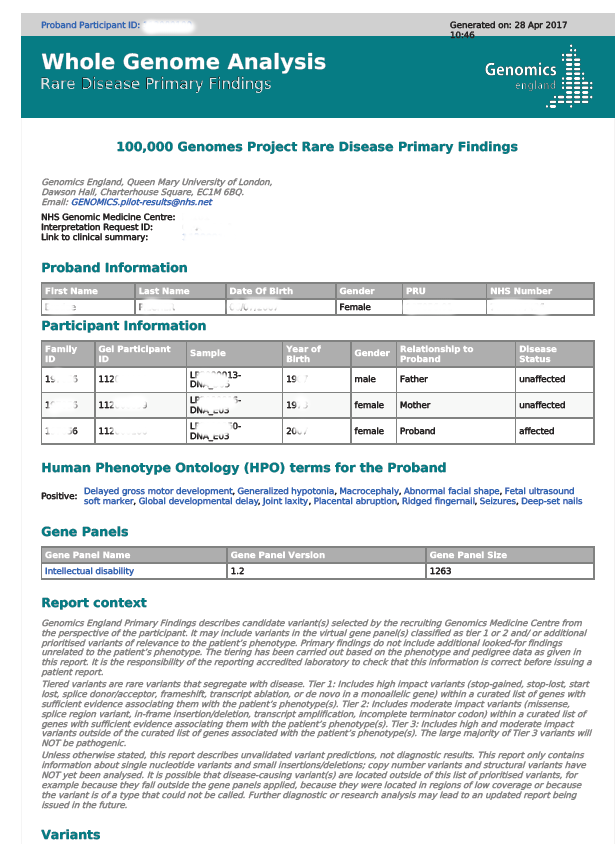 Proband Participant ID:
Generated on: 28 Apr 2017
10:46
Whole Genome Analysis
Rare Disease Primary Findings
Genomics
england
100,000 Genomes Project Rare Disease Primary Findings
Genomics England, Queen Mary University of London,
Dawson Hall, Charterhouse Square, EC1M 6BQ.
Email: GENOMICS.pilot-results@nhs.net
NHS Genomic Medicine Centre:
Interpretation Request ID:
Link to clinical summary:
Proband Information
First Name Last Name Date Of Birth Gender PRU NHS Number
Female
Participant Information
Family ID Gel Participant ID Sample Year of Birth Gender Relationship to Proband Disease Status
male Father unaffected
female Mother unaffected
female Proband affected
Human Phenotype Ontology (HPO) terms for the Proband
Positive: Delayed gross motor development, Generalized hypotonia, Macrocephaly, Abnormal facial shape, Fetal ultrasound
soft marker, Global developmental delay, Joint laxity, Placental abruption, Ridged fingernail, Seizures, Deep-set nails
Gene Panels
Gene Panel Name Gene Panel Version Gene Panel Size
Intellectual disability 1.2 1263
Report context
Genomics England Primary Findings describes candidate variant(s) selected by the recruiting Genomics Medicine Centre from
the perspective of the participant. It may include variants in the virtual gene panel(s) classified as tier 1 or 2 and/ or additional
prioritised variants of relevance to the patient's phenotype. Primary findings do not include additional looked-for findings
unrelated to the patient's phenotype. The tiering has been carried out based on the phenotype and pedigree data as given in
this report. It is the responsibility of the reporting accredited laboratory to check that this information is correct before issuing a
patient report.
Tiered variants are rare variants that segregate with disease. Tier 1: Includes high impact variants (stop-gained, stop-lost, start
lost, splice donor/acceptor, frameshift, transcript ablation, or de novo in a monoallelic gene) within a curated list of genes with
sufficient evidence associating them with the patient's phenotype(s). Tier 2: Includes moderate impact variants (missense,
splice region variant, in-frame insertion/deletion, transcript amplification, incomplete terminator codon) within a curated list of
genes with sufficient evidence associating them with the patient's phenotype(s). Tier 3: Includes high and moderate impact
variants outside of the curated list of genes associated with the patient's phenotype(s). The large majority of Tier 3 variants will
NOT be pathogenic.
Unless otherwise stated, this report describes unvalidated variant predictions, not diagnostic results. This report only contains
information about single nucleotide variants and small insertions/deletions; copy number variants and structural variants have
NOT yet been analysed. It is possible that disease-causing variant(s) are located outside of this list of prioritised variants, for
example because they fall outside the gene panels applied, because they were located in regions of low coverage or because
the variant is of a type that could not be called. Further diagnostic or research analysis may lead to an updated report being
issued in the future.
Variants